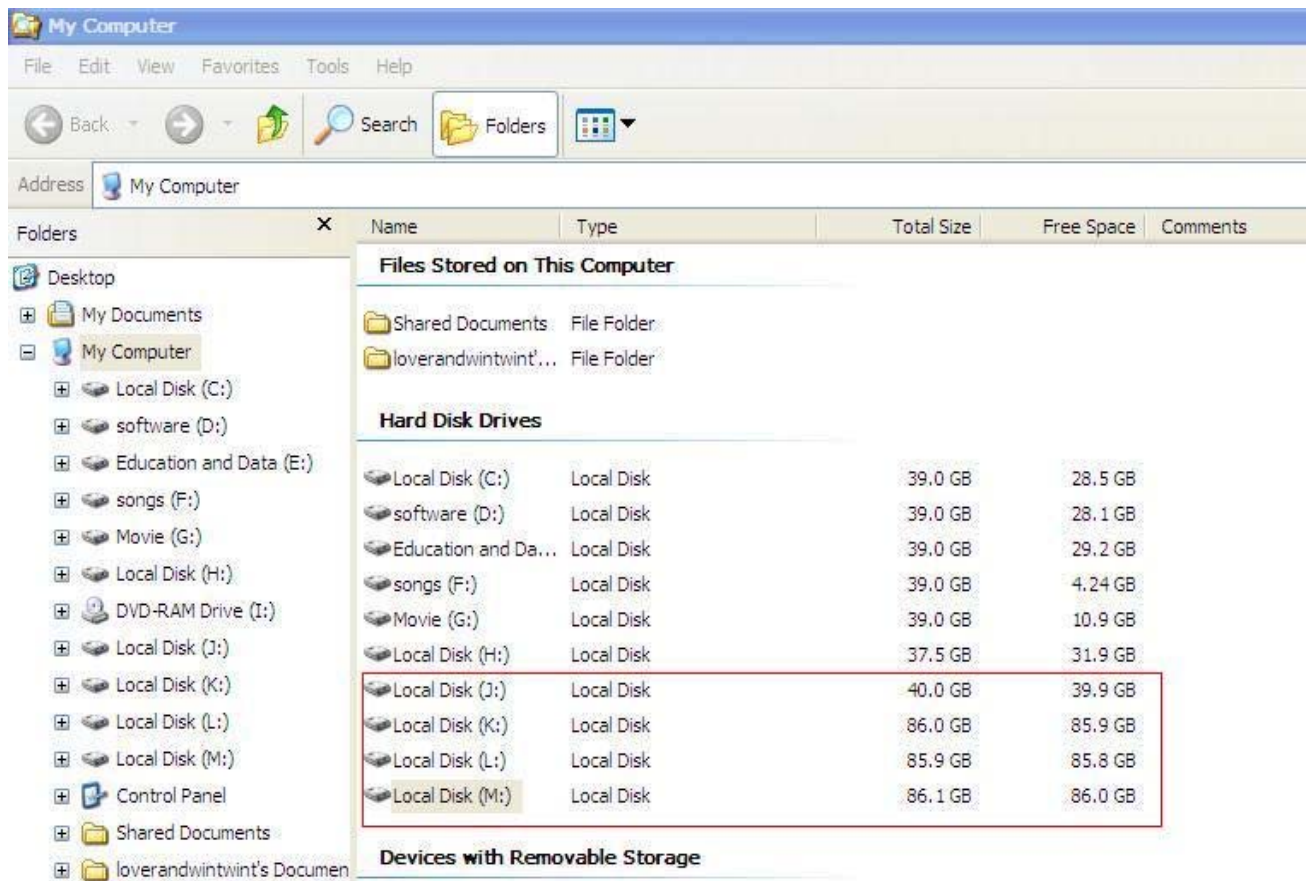 My Computer
File Edit View Favorites Tools Help
Back Search Folders
Address My Computer
Folders
Desktop
My Documents
My Computer
Local Disk (C:)
software (D:)
Education and Data (E:)
songs (F:)
Movie (G:)
Local Disk (H:)
DVD-RAM Drive (I:)
Local Disk (J:)
Local Disk (K:)
Local Disk (L:)
Local Disk (M:)
Control Panel
Shared Documents
loverandwintwint's Documen
Name Type Total Size Free Space Comments
Files Stored on This Computer
Shared Documents File Folder
loverandwintwint'... File Folder
Hard Disk Drives
Local Disk (C:) Local Disk 39.0 GB 28.5 GB
software (D:) Local Disk 39.0 GB 28.1 GB
Education and Da... Local Disk 39.0 GB 29.2 GB
songs (F:) Local Disk 39.0 GB 4.24 GB
Movie (G:) Local Disk 39.0 GB 10.9 GB
Local Disk (H:) Local Disk 37.5 GB 31.9 GB
Local Disk (J:) Local Disk 40.0 GB 39.9 GB
Local Disk (K:) Local Disk 86.0 GB 85.9 GB
Local Disk (L:) Local Disk 85.9 GB 85.8 GB
Local Disk (M:) Local Disk 86.1 GB 86.0 GB
Devices with Removable Storage